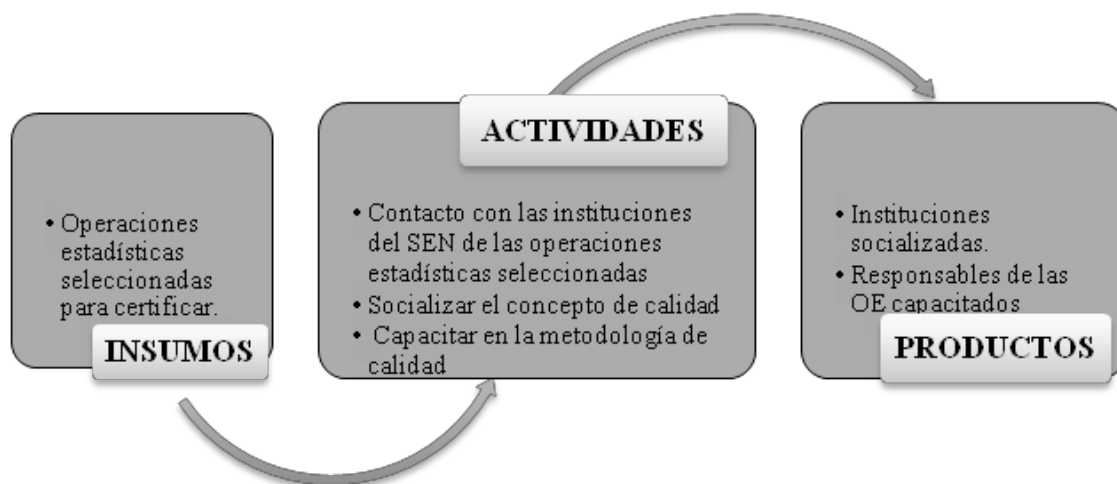 • Operaciones
estadísticas
seleccionadas
para certificar.
INSUMOS
ACTIVIDADES
• Contacto con las instituciones
del SEN de las operaciones
estadísticas seleccionadas
• Socializar el concepto de calidad
• Capacitar en la metodología de
calidad
• Instituciones
socializadas.
• Responsables de las
OE capacitados
PRODUCTOS